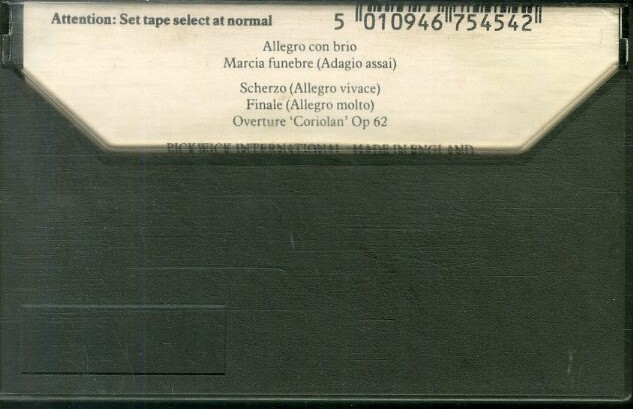 Attention: Set tape select at normal
5 010946 754542
Allegro con brio
Marcia funebre (Adagio assai)
Scherzo (Allegro vivace)
Finale (Allegro molto)
Overture ‘Coriolan’ Op 62
PICKWICK INTERNATIONAL MADE IN ENGLAND